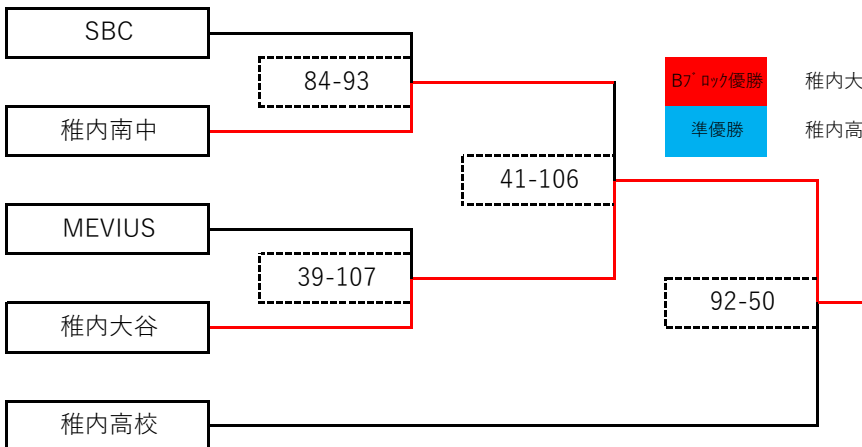 SBC
84-93
Bブロック優勝 稚内大
稚内南中
準優勝 稚内高
41-106
MEVIUS
39-107
92-50
稚内大谷
稚内高校